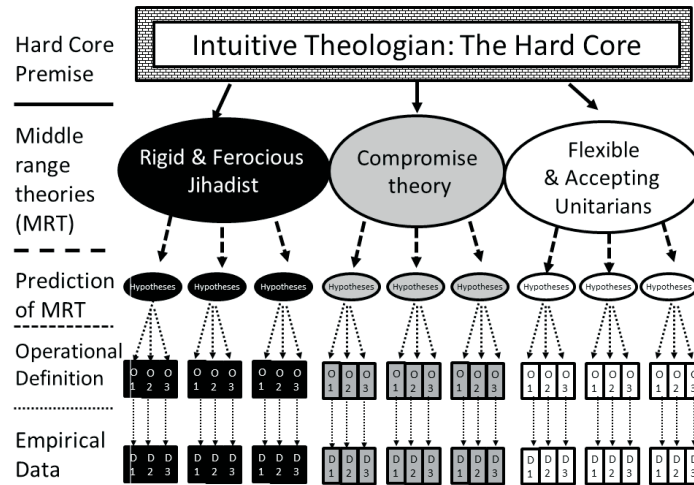 Hard Core
Premise
Intuitive Theologian: The Hard Core
Middle
range
theories
(MRT)
Rigid & Ferocious
Jihadist
Compromise
theory
Flexible
& Accepting
Unitarians
Prediction
of MRT
Hypotheses Hypotheses Hypotheses Hypotheses Hypotheses Hypotheses Hypotheses Hypotheses Hypotheses
Operational
Definition
O O O O O O O O O O O O O O O O O O O O O O O O O O O
1 2 3 1 2 3 1 2 3 1 2 3 1 2 3 1 2 3 1 2 3 1 2 3 1 2 3
Empirical
Data
D D D D D D D D D D D D D D D D D D D D D D D D D D D
1 2 3 1 2 3 1 2 3 1 2 3 1 2 3 1 2 3 1 2 3 1 2 3 1 2 3